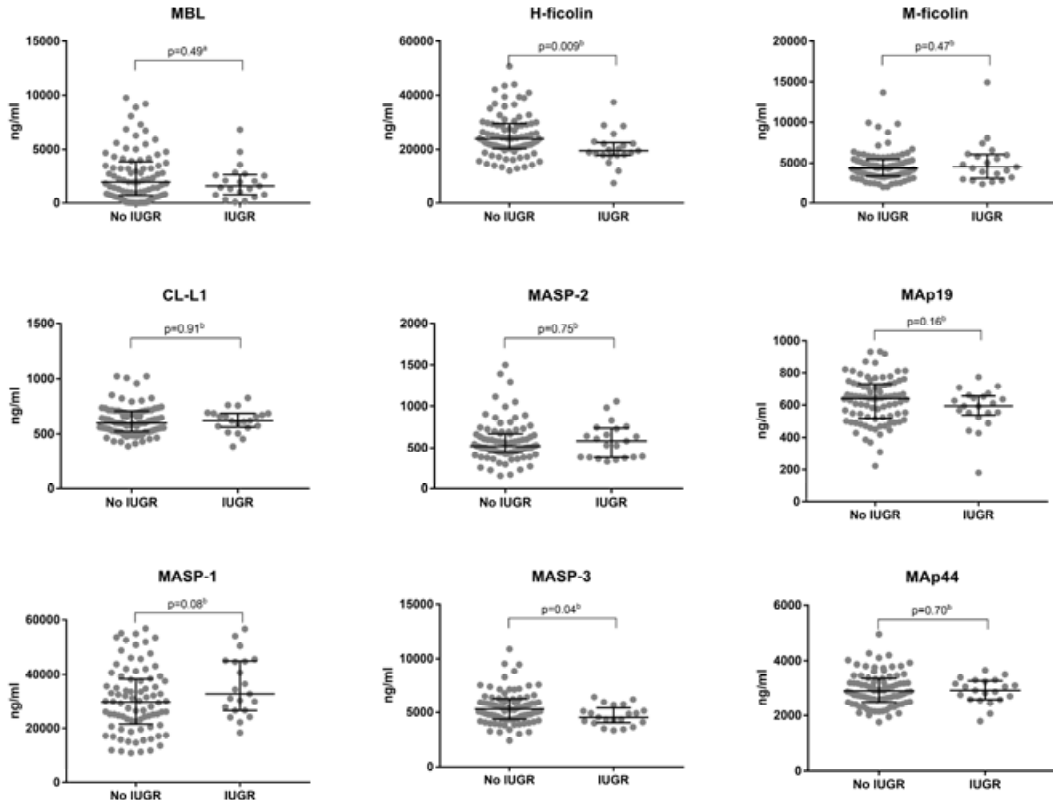 MBL
p=0.49ª
ng/ml
15000
10000
5000
0
No IUGR
IUGR
H-ficolin
p=0.009ᵇ
ng/ml
60000
40000
20000
0
No IUGR
IUGR
M-ficolin
p=0.47ᵇ
ng/ml
20000
15000
10000
5000
0
No IUGR
IUGR
CL-L1
p=0.91ᵇ
ng/ml
1500
1000
500
0
No IUGR
IUGR
MASP-2
p=0.75ᵇ
ng/ml
2000
1500
1000
500
0
No IUGR
IUGR
MAp19
p=0.16ᵇ
ng/ml
1000
800
600
400
200
0
No IUGR
IUGR
MASP-1
p=0.08ᵇ
ng/ml
60000
40000
20000
0
No IUGR
IUGR
MASP-3
p=0.04ᵇ
ng/ml
15000
10000
5000
0
No IUGR
IUGR
MAp44
p=0.70ᵇ
ng/ml
6000
4000
2000
0
No IUGR
IUGR